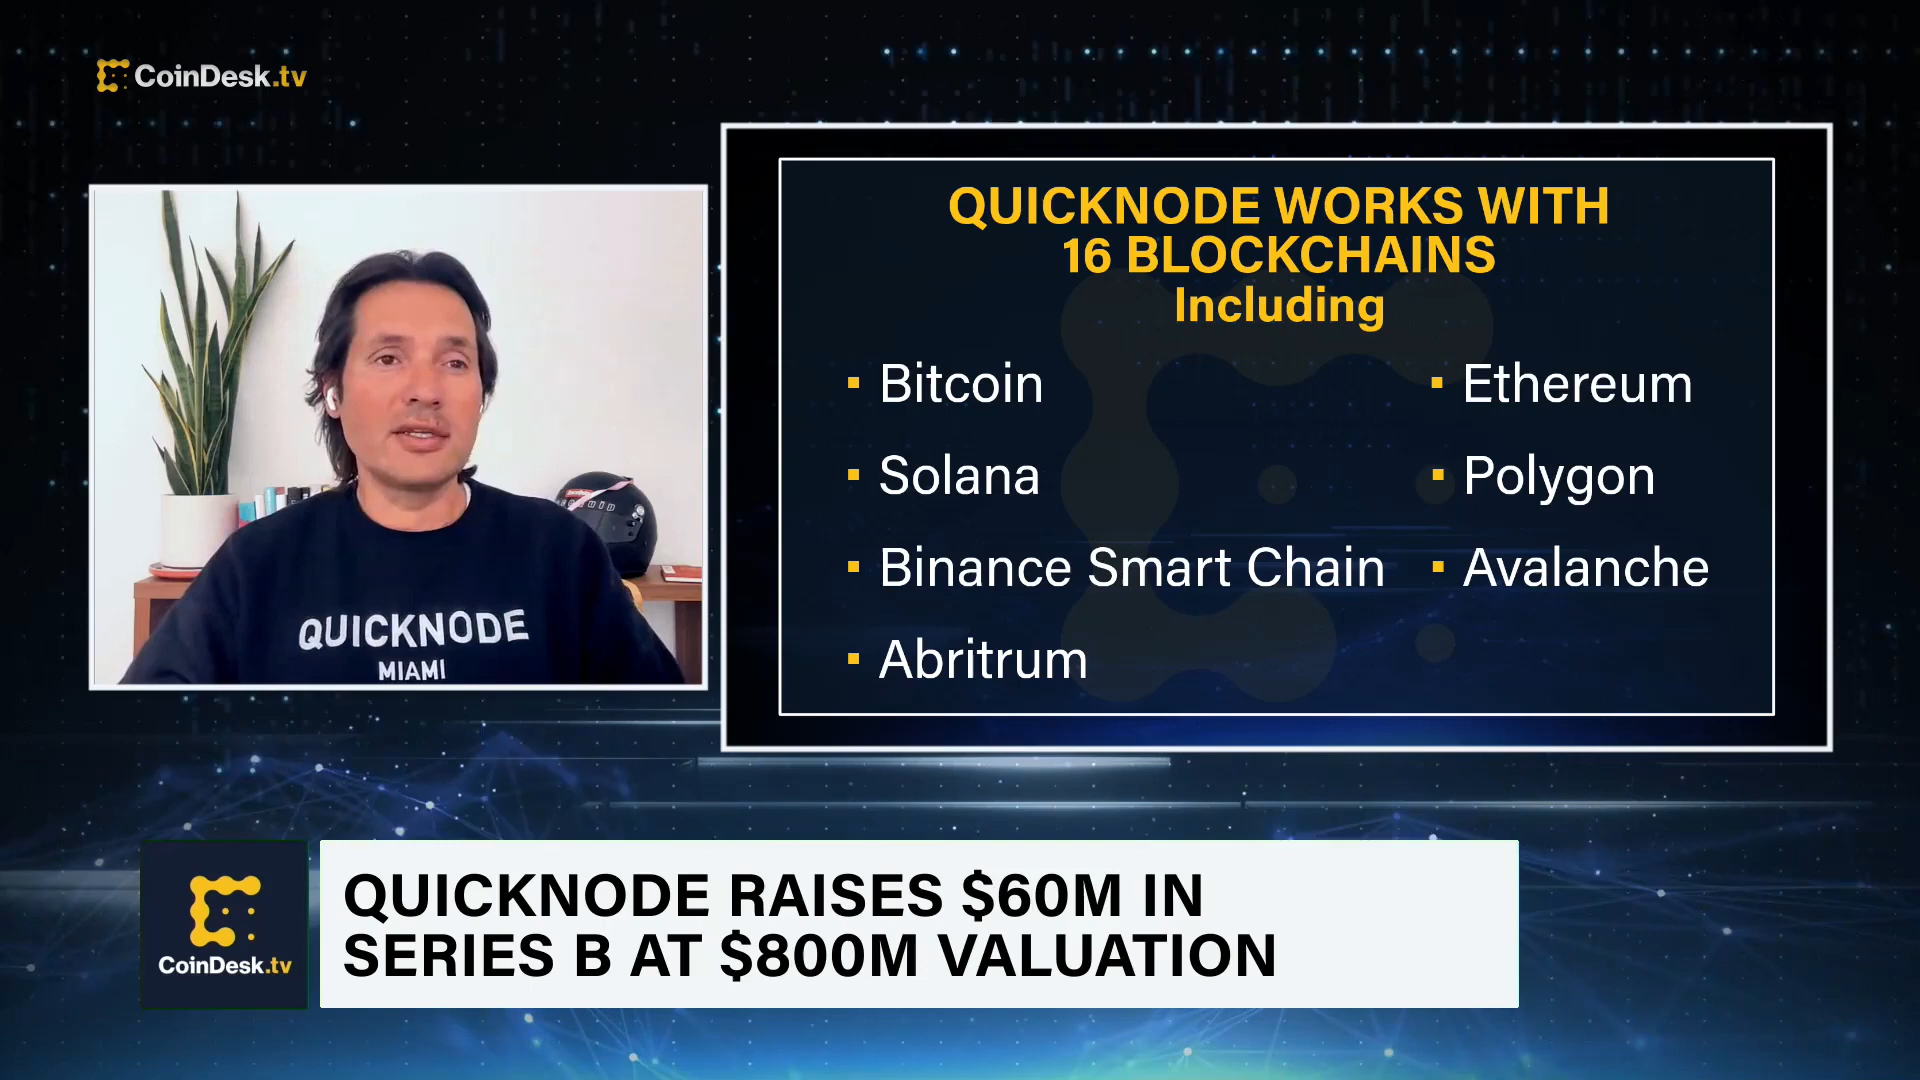 CoinDesk.tv
QUICKNODE WORKS WITH
16 BLOCKCHAINS
Including
Bitcoin
Ethereum
Solana
Polygon
Binance Smart Chain
Avalanche
Abritrum
QUICKNODE
MIAMI
QUICKNODE RAISES $60M IN
SERIES B AT $800M VALUATION
CoinDesk.tv